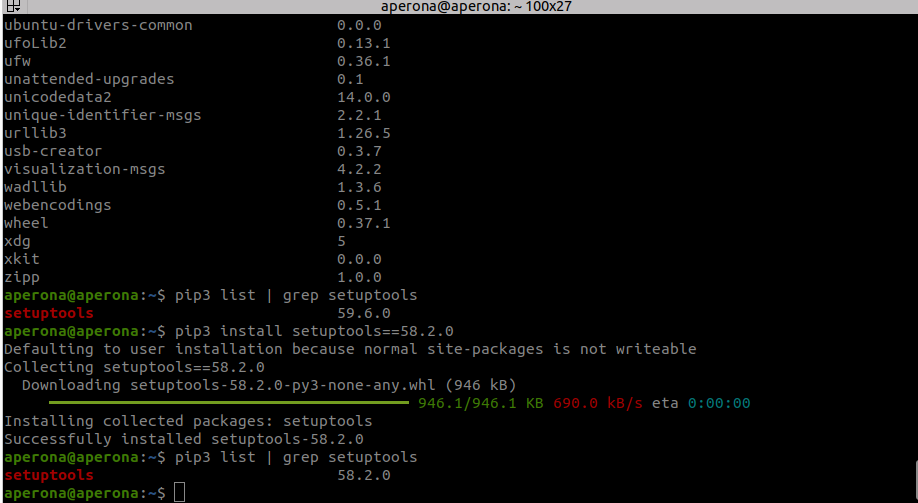 aperona@aperona: ~ 100x27
ubuntu-drivers-common 0.0.0
ufoLib2 0.13.1
ufw 0.36.1
unattended-upgrades 0.1
unicodedata2 14.0.0
unique-identifier-msgs 2.2.1
urllib3 1.26.5
usb-creator 0.3.7
visualization-msgs 4.2.2
wadllib 1.3.6
webencodings 0.5.1
wheel 0.37.1
xdg 5
xkit 0.0.0
zipp 1.0.0
aperona@aperona:~$ pip3 list | grep setuptools
setuptools 59.6.0
aperona@aperona:~$ pip3 install setuptools==58.2.0
Defaulting to user installation because normal site-packages is not writeable
Collecting setuptools==58.2.0
Downloading setuptools-58.2.0-py3-none-any.whl (946 kB)
946.1/946.1 KB 690.0 kB/s eta 0:00:00
Installing collected packages: setuptools
Successfully installed setuptools-58.2.0
aperona@aperona:~$ pip3 list | grep setuptools
setuptools 58.2.0
aperona@aperona:~$